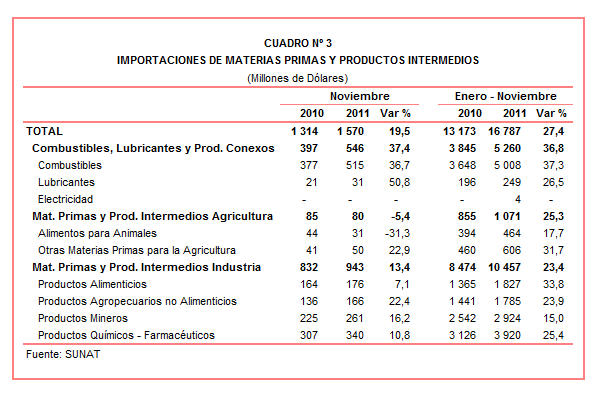 CUADRO Nº 3
IMPORTACIONES DE MATERIAS PRIMAS Y PRODUCTOS INTERMEDIOS
(Millones de Dólares)
Noviembre Enero - Noviembre
2010 2011 Var % 2010 2011 Var %
TOTAL 1 314 1 570 19,5 13 173 16 787 27,4
Combustibles, Lubricantes y Prod. Conexos 397 546 37,4 3 845 5 260 36,8
Combustibles 377 515 36,7 3 648 5 008 37,3
Lubricantes 21 31 50,8 196 249 26,5
Electricidad - - - - 4 -
Mat. Primas y Prod. Intermedios Agricultura 85 80 -5,4 855 1 071 25,3
Alimentos para Animales 44 31 -31,3 394 464 17,7
Otras Materias Primas para la Agricultura 41 50 22,9 460 606 31,7
Mat. Primas y Prod. Intermedios Industria 832 943 13,4 8 474 10 457 23,4
Productos Alimenticios 164 176 7,1 1 365 1 827 33,8
Productos Agropecuarios no Alimenticios 136 166 22,4 1 441 1 785 23,9
Productos Mineros 225 261 16,2 2 542 2 924 15,0
Productos Químicos - Farmacéuticos 307 340 10,8 3 126 3 920 25,4
Fuente: SUNAT